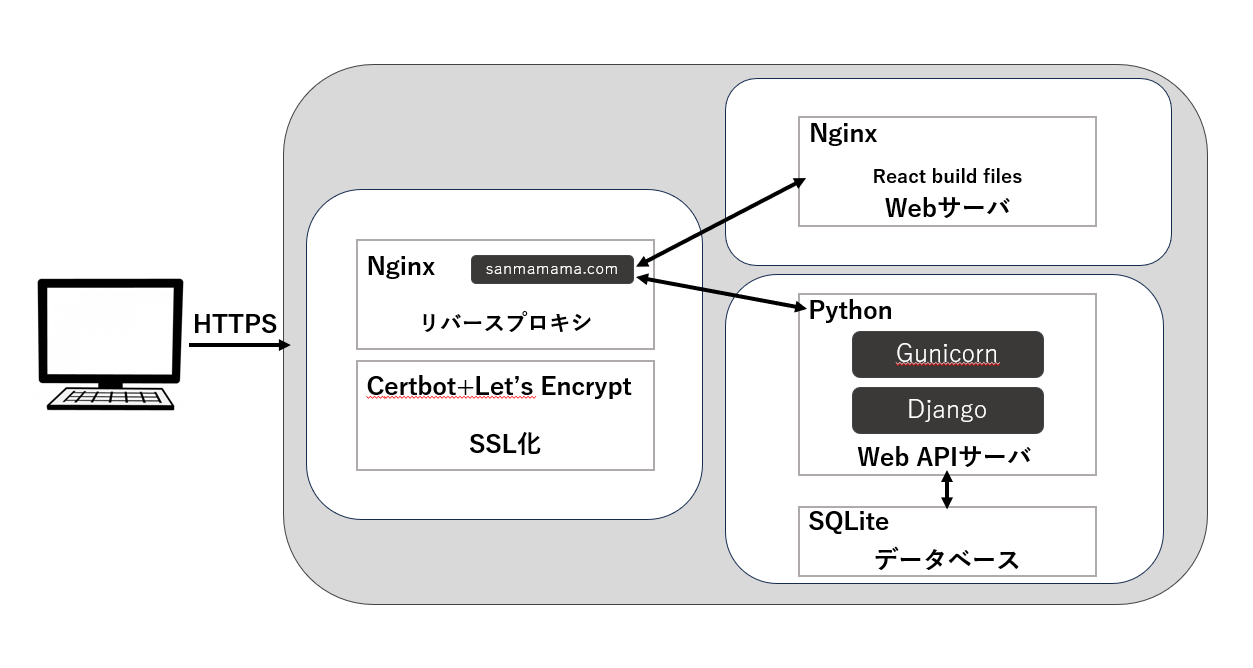 HTTPS
Nginx
sanmamama.com
リバースプロキシ
Certbot+Let’s Encrypt
SSL化
Nginx
React build files
Webサーバ
Python
Gunicorn
Django
Web APIサーバ
SQLite
データベース